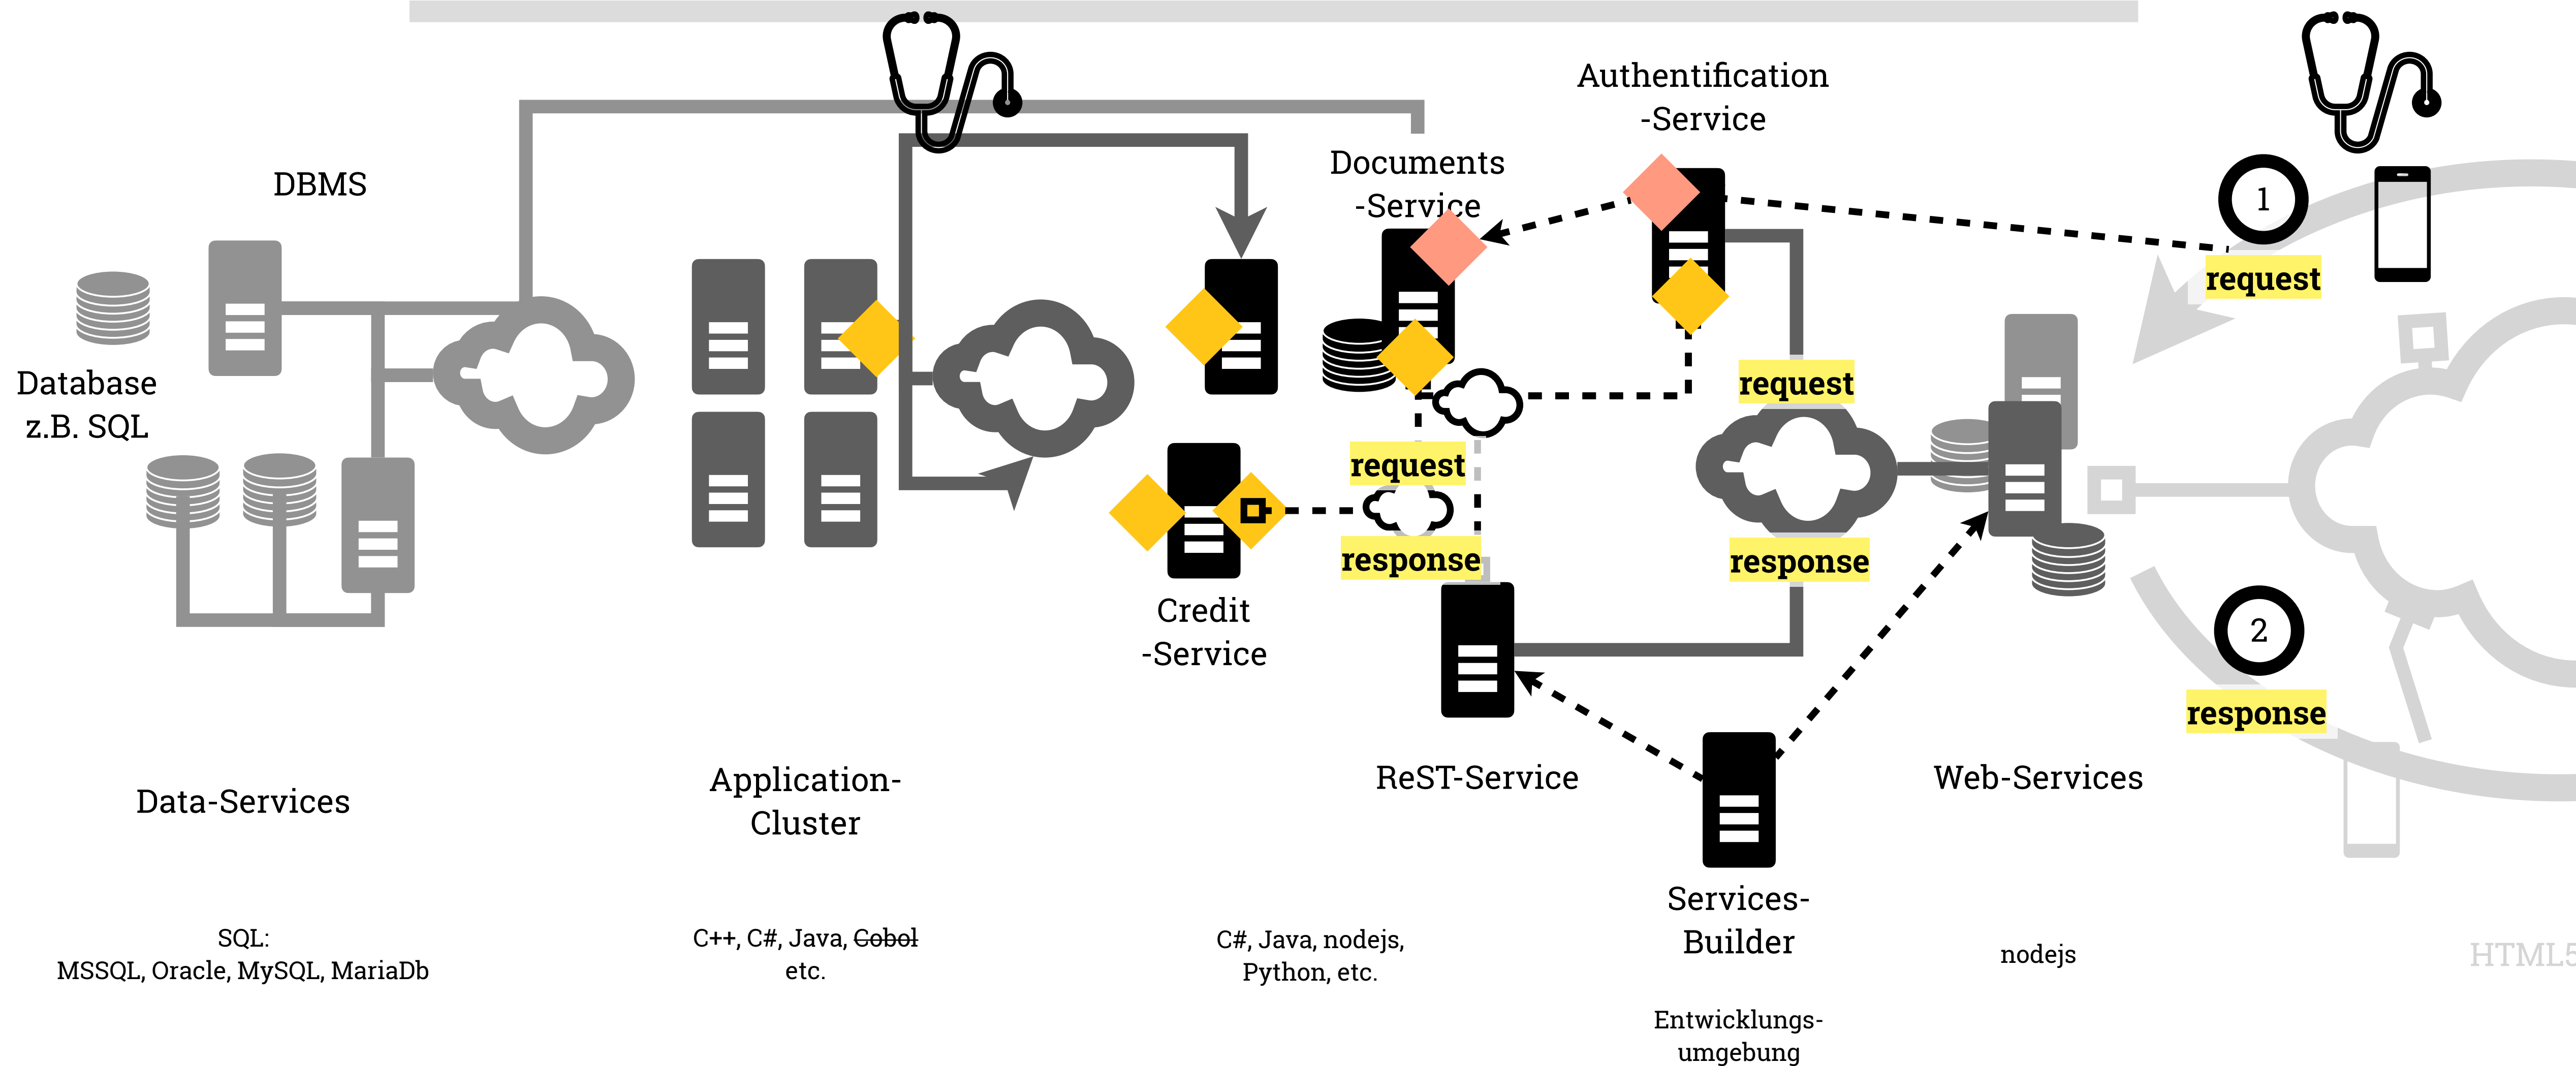 Authentification
-Service
Documents
-Service
DBMS
1
request
Database
z.B. SQL
request
request
response
response
Credit
-Service
2
response
Data-Services
Application-
Cluster
ReST-Service
Web-Services
Services-
Builder
SQL:
MSSQL, Oracle, MySQL, MariaDb
C++, C#, Java, Cobol
etc.
C#, Java, nodejs,
Python, etc.
nodejs
HTML5
Entwicklungs-
umgebung